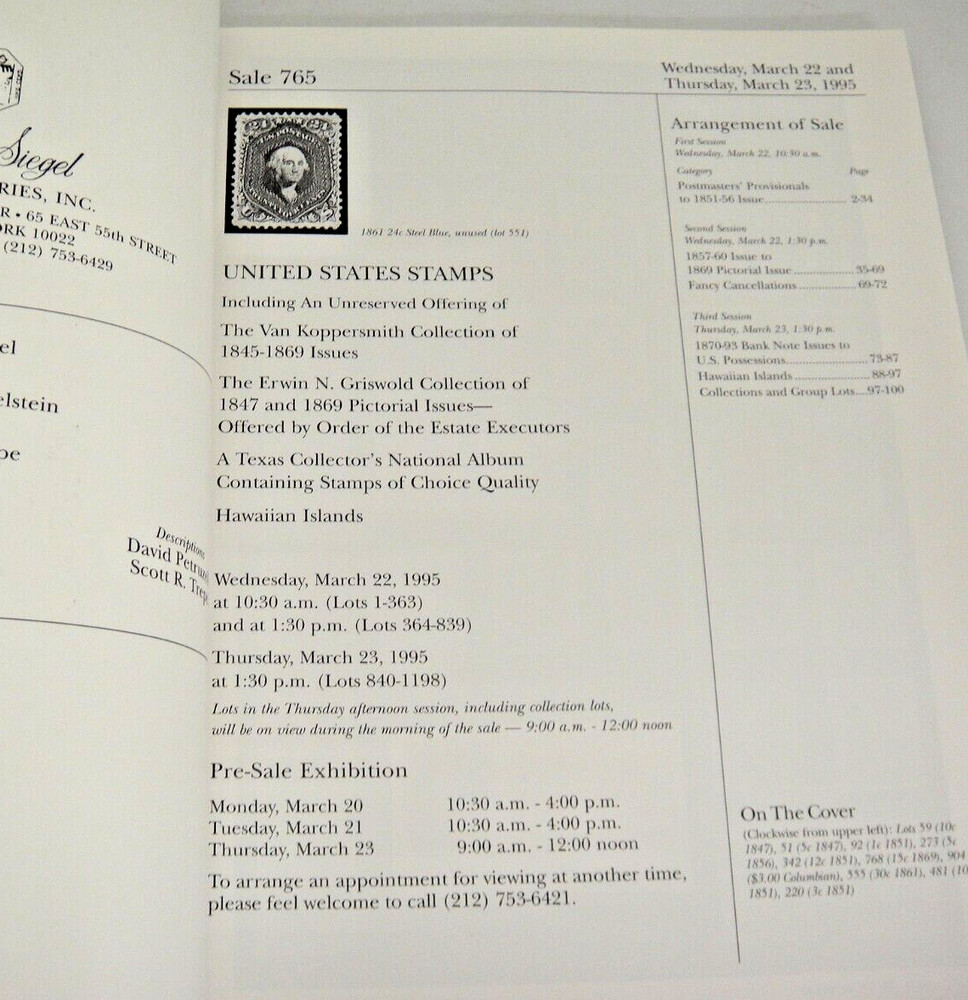 Siegel
RIES, INC.
R • 65 EAST 55th STREET
RK 10022
(212) 753-6429
el
elstein
be
Descriptions
David Petru
Scott R. Trep
Sale 765
Wednesday, March 22 and
Thursday, March 23, 1995
24
U.S. POSTAGE
1861 24c Steel Blue, unused (lot 551)
UNITED STATES STAMPS
Including An Unreserved Offering of
The Van Koppersmith Collection of
1845-1869 Issues
The Erwin N. Griswold Collection of
1847 and 1869 Pictorial Issues—
Offered by Order of the Estate Executors
A Texas Collector's National Album
Containing Stamps of Choice Quality
Hawaiian Islands
Wednesday, March 22, 1995
at 10:30 a.m. (Lots 1-363)
and at 1:30 p.m. (Lots 364-839)
Thursday, March 23, 1995
at 1:30 p.m. (Lots 840-1198)
Lots in the Thursday afternoon session, including collection lots,
will be on view during the morning of the sale — 9:00 a.m. - 12:00 noon
Pre-Sale Exhibition
Monday, March 20 10:30 a.m. - 4:00 p.m.
Tuesday, March 21 10:30 a.m. - 4:00 p.m.
Thursday, March 23 9:00 a.m. - 12:00 noon
To arrange an appointment for viewing at another time,
please feel welcome to call (212) 753-6421.
Arrangement of Sale
First Session
Wednesday, March 22, 10:30 a.m.
Category Page
Postmasters' Provisionals
to 1851-56 Issue.................... 2-34
Second Session
Wednesday, March 22, 1:30 p.m.
1857-60 Issue to
1869 Pictorial Issue...............35-69
Fancy Cancellations ..............69-72
Third Session
Thursday, March 23, 1:30 p.m.
1870-93 Bank Note Issues to
U.S. Possessions....................73-87
Hawaiian Islands ...................88-97
Collections and Group Lots...97-100
On The Cover
(Clockwise from upper left): Lots 59 (10c
1847), 51 (5c 1847), 92 (1c 1851), 273 (5c
1856), 342 (12c 1851), 768 (15c 1869), 904
($3.00 Columbian), 555 (30c 1861), 481 (10
1851), 220 (3c 1851)